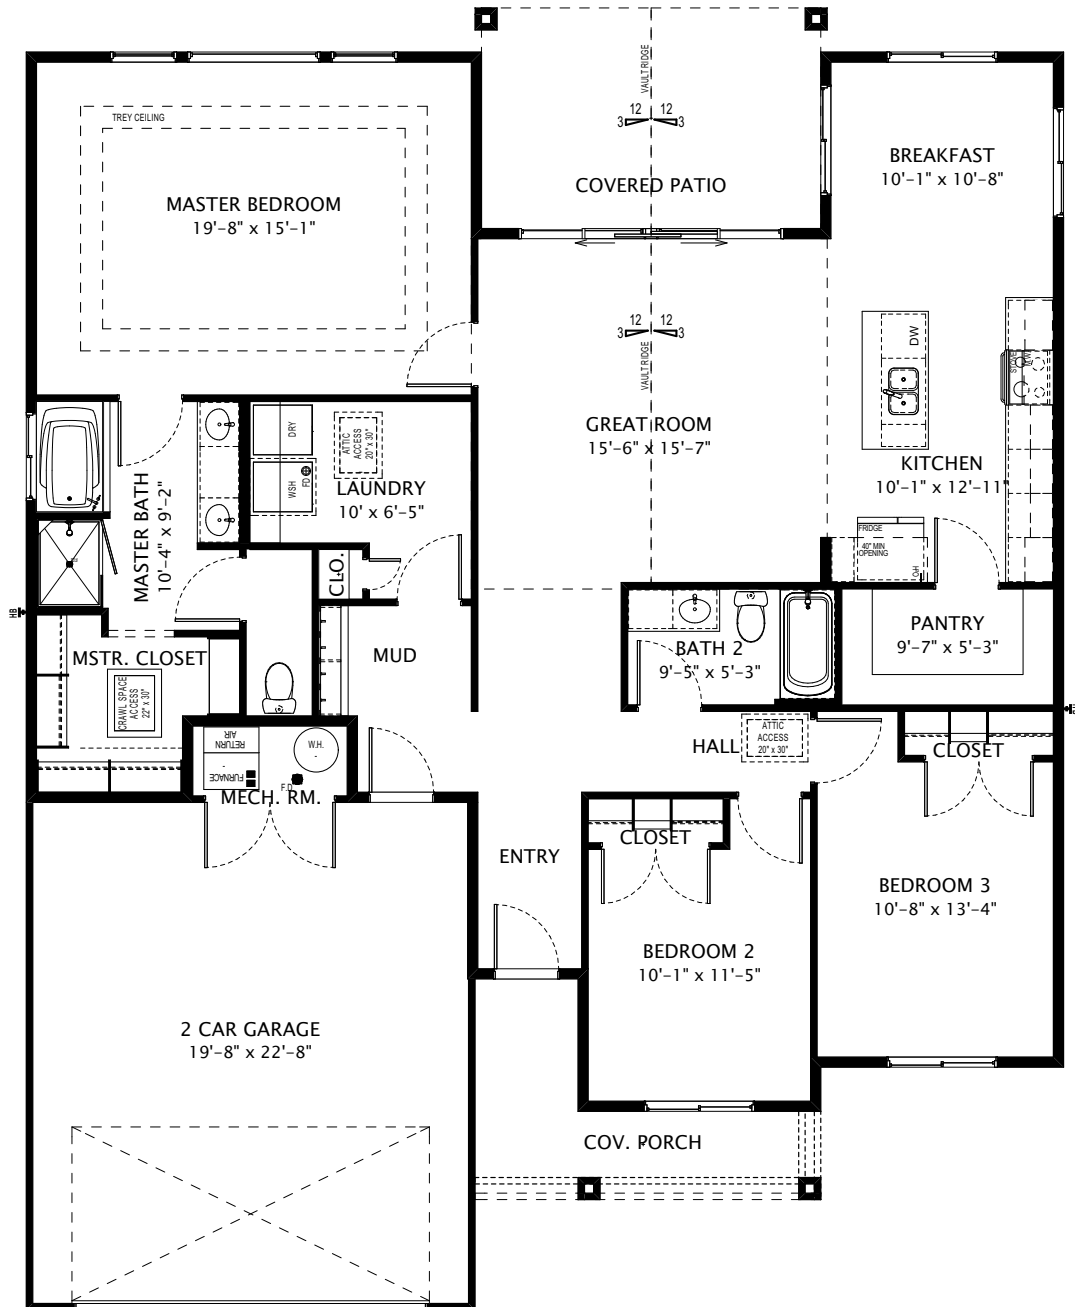 VAULT RIDGE
12 12
3 3
COVERED PATIO
TREY CEILING
MASTER BEDROOM
19'-8" x 15'-1"
BREAKFAST
10'-1" x 10'-8"
12 12
3 3
VAULT RIDGE
GREAT ROOM
15'-6" x 15'-7"
DW
STOVE
MW
KITCHEN
10'-1" x 12'-11"
FRIDGE
40" MIN
OPENING
OH
DRY
WSH
FD
ATTIC
ACCESS
20" x 30"
LAUNDRY
10' x 6'-5"
MASTER BATH
10'-4" x 9'-2"
CLO.
HB
MSTR. CLOSET
CRAWL SPACE
ACCESS
22" x 30"
MUD
BATH 2
9'-5" x 5'-3"
PANTRY
9'-7" x 5'-3"
HB
RETURN
AIR
FURNACE
W.H.
F.D.
MECH. RM.
HALL
ATTIC
ACCESS
20" x 30"
CLOSET
CLOSET
ENTRY
BEDROOM 3
10'-8" x 13'-4"
BEDROOM 2
10'-1" x 11'-5"
2 CAR GARAGE
19'-8" x 22'-8"
COV. PORCH